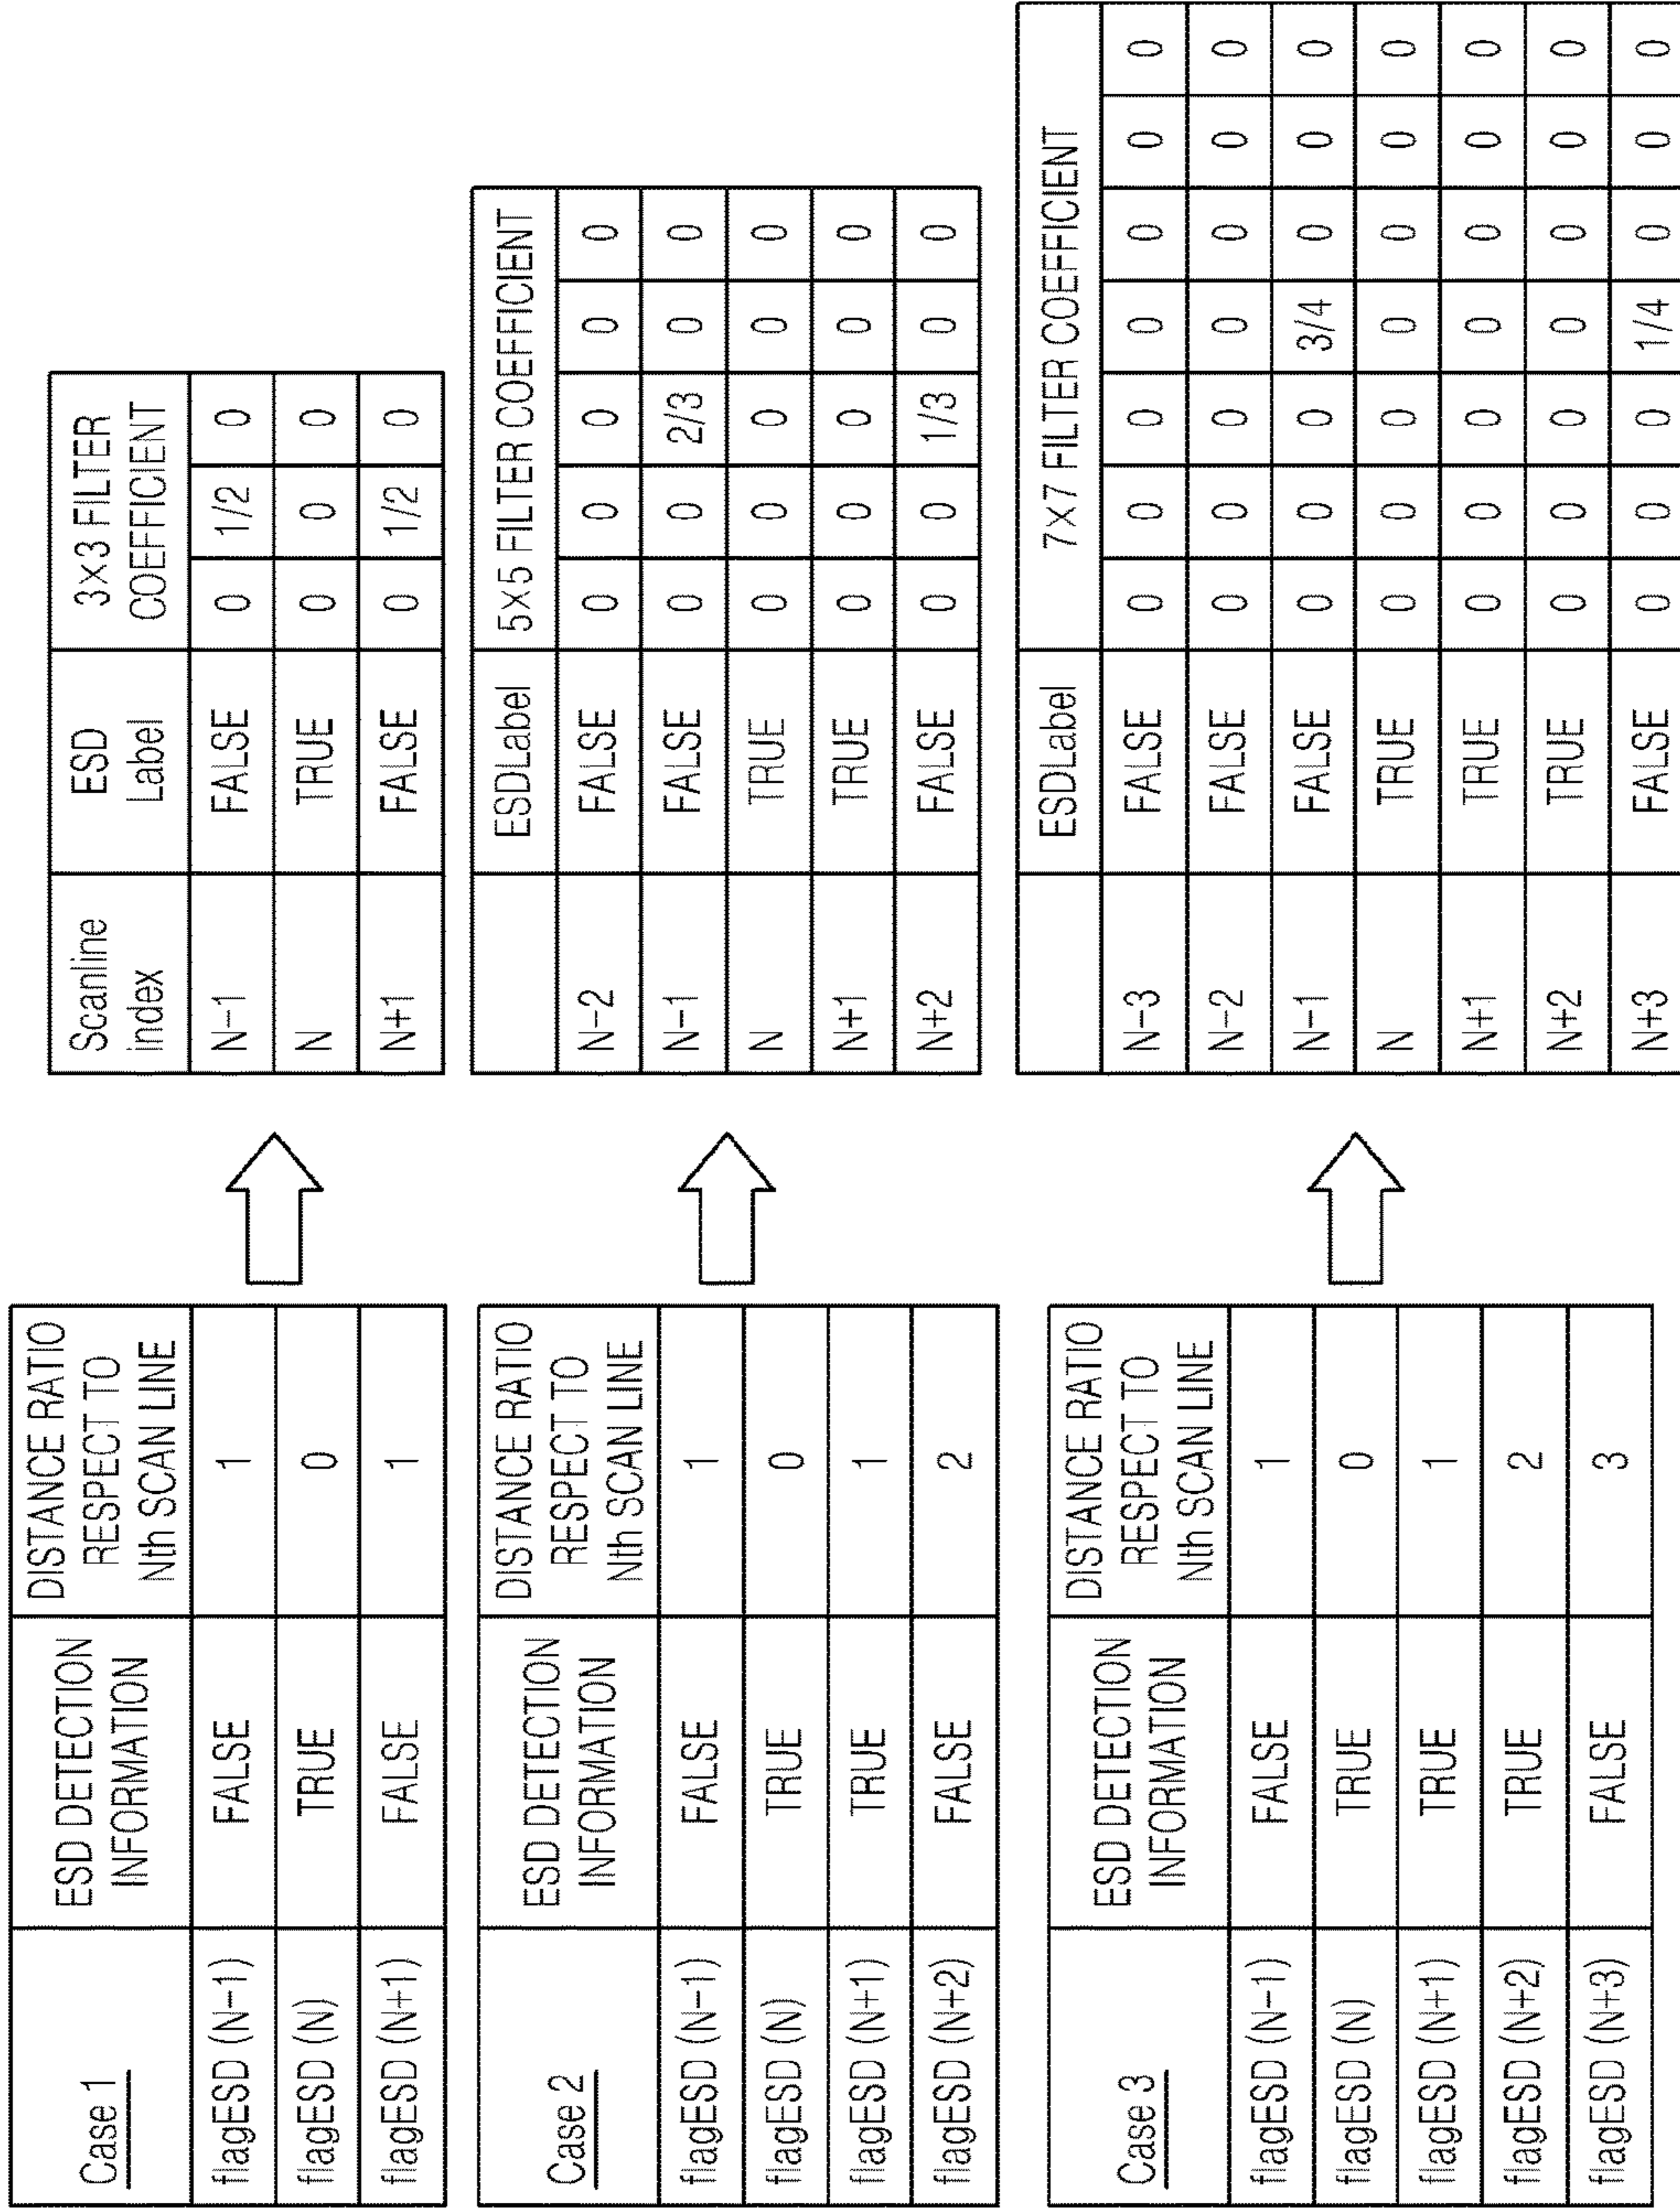 Case 1 ESD DETECTION INFORMATION DISTANCE RATIO RESPECT TO Nth SCAN LINE
flagESD (N-1) FALSE 1
flagESD (N) TRUE 0
flagESD (N+1) FALSE 1
Scanline index ESD Label 3×3 FILTER COEFFICIENT
N-1 FALSE 0 1/2 0
N TRUE 0 0 0
N+1 FALSE 0 1/2 0
Case 2 ESD DETECTION INFORMATION DISTANCE RATIO RESPECT TO Nth SCAN LINE
flagESD (N-1) FALSE 1
flagESD (N) TRUE 0
flagESD (N+1) TRUE 1
flagESD (N+2) FALSE 2
ESDLabel 5×5 FILTER COEFFICIENT
N-2 FALSE 0 0 0 0 0
N-1 FALSE 0 0 2/3 0 0
N TRUE 0 0 0 0 0
N+1 TRUE 0 0 0 0 0
N+2 FALSE 0 0 1/3 0 0
Case 3 ESD DETECTION INFORMATION DISTANCE RATIO RESPECT TO Nth SCAN LINE
flagESD (N-1) FALSE 1
flagESD (N) TRUE 0
flagESD (N+1) TRUE 1
flagESD (N+2) TRUE 2
flagESD (N+3) FALSE 3
ESDLabel 7×7 FILTER COEFFICIENT
N-3 FALSE 0 0 0 0 0 0 0
N-2 FALSE 0 0 0 0 0 0 0
N-1 FALSE 0 0 0 3/4 0 0 0
N TRUE 0 0 0 0 0 0 0
N+1 TRUE 0 0 0 0 0 0 0
N+2 TRUE 0 0 0 0 0 0 0
N+3 FALSE 0 0 0 1/4 0 0 0